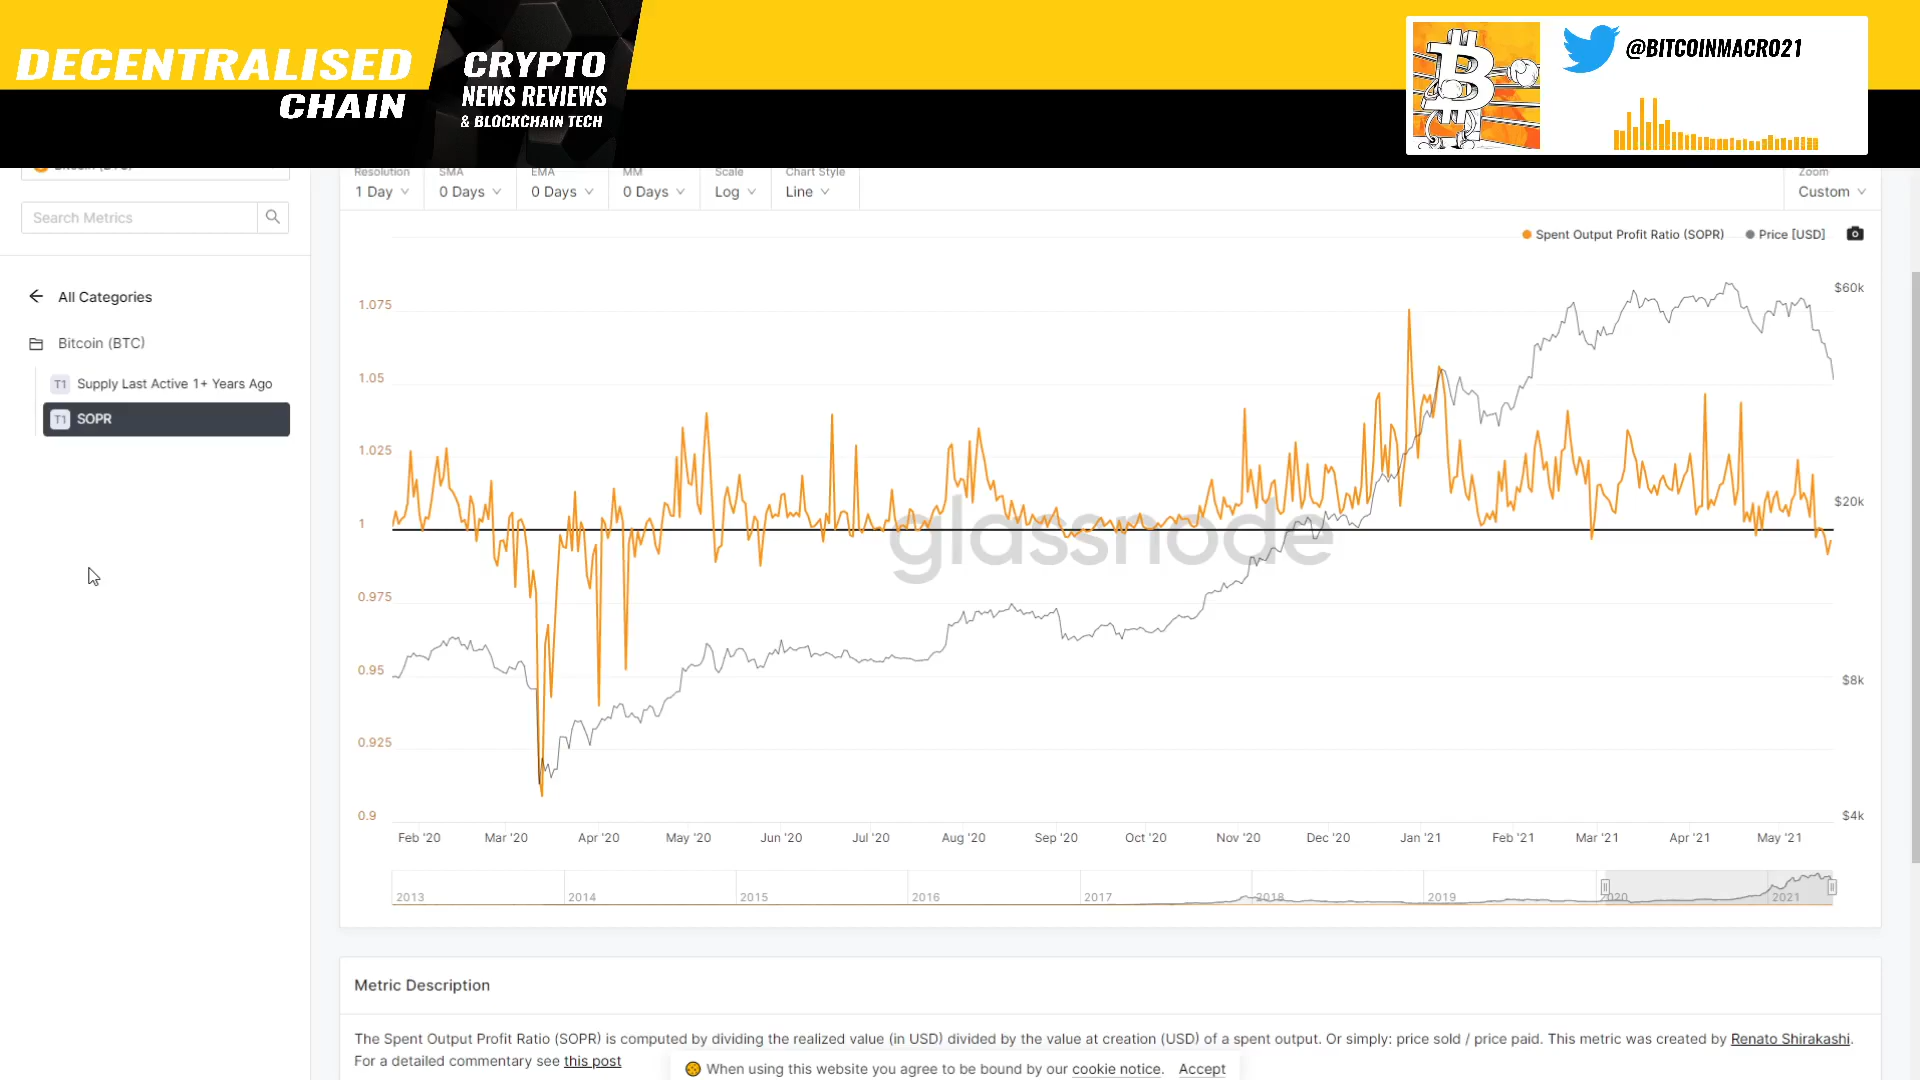 DECENTRALISED
CHAIN
CRYPTO
NEWS REVIEWS
& BLOCKCHAIN TECH
@BITCOINMACRO21
Bitcoin (BTC)
Search Metrics
All Categories
Bitcoin (BTC)
T1 Supply Last Active 1+ Years Ago
T1 SOPR
Resolution SMA EMA MM Scale Chart Style Zoom
1 Day 0 Days 0 Days 0 Days Log Line Custom
Spent Output Profit Ratio (SOPR) Price [USD]
1.075
1.05
1.025
1
0.975
0.95
0.925
0.9
$60k
$20k
$8k
$4k
glassnode
Feb '20 Mar '20 Apr '20 May '20 Jun '20 Jul '20 Aug '20 Sep '20 Oct '20 Nov '20 Dec '20 Jan '21 Feb '21 Mar '21 Apr '21 May '21
2013 2014 2015 2016 2017 2018 2019 2020 2021
Metric Description
The Spent Output Profit Ratio (SOPR) is computed by dividing the realized value (in USD) divided by the value at creation (USD) of a spent output. Or simply: price sold / price paid. This metric was created by Renato Shirakashi.
For a detailed commentary see this post
When using this website you agree to be bound by our cookie notice. Accept